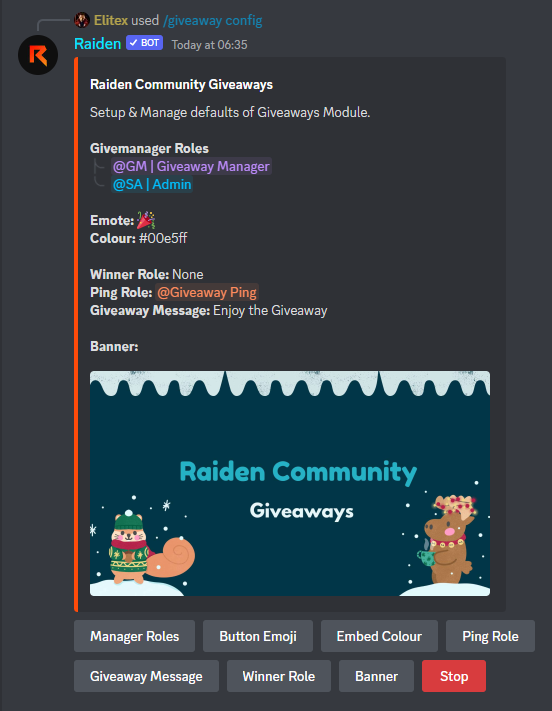 Elitex used /giveaway config
Raiden ✓ BOT Today at 06:35
Raiden Community Giveaways
Setup & Manage defaults of Giveaways Module.
Givemanager Roles
@GM | Giveaway Manager
@SA | Admin
Emote: 🎉
Colour: #00e5ff
Winner Role: None
Ping Role: @Giveaway Ping
Giveaway Message: Enjoy the Giveaway
Banner:
Raiden Community
Giveaways
Manager Roles Button Emoji Embed Colour Ping Role
Giveaway Message Winner Role Banner Stop